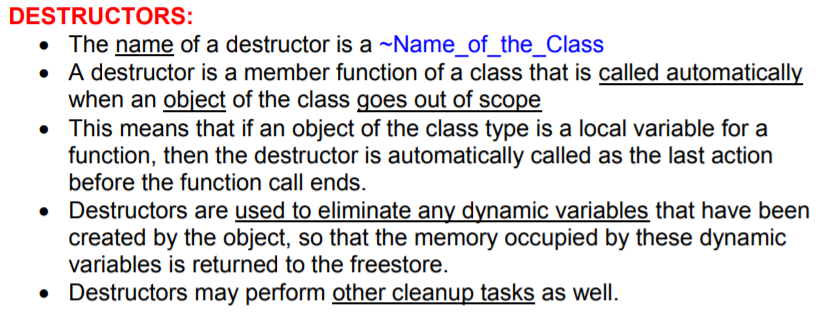 DESTRUCTORS:
• The name of a destructor is a ~Name_of_the_Class
• A destructor is a member function of a class that is called automatically
when an object of the class goes out of scope
• This means that if an object of the class type is a local variable for a
function, then the destructor is automatically called as the last action
before the function call ends.
• Destructors are used to eliminate any dynamic variables that have been
created by the object, so that the memory occupied by these dynamic
variables is returned to the freestore.
• Destructors may perform other cleanup tasks as well.